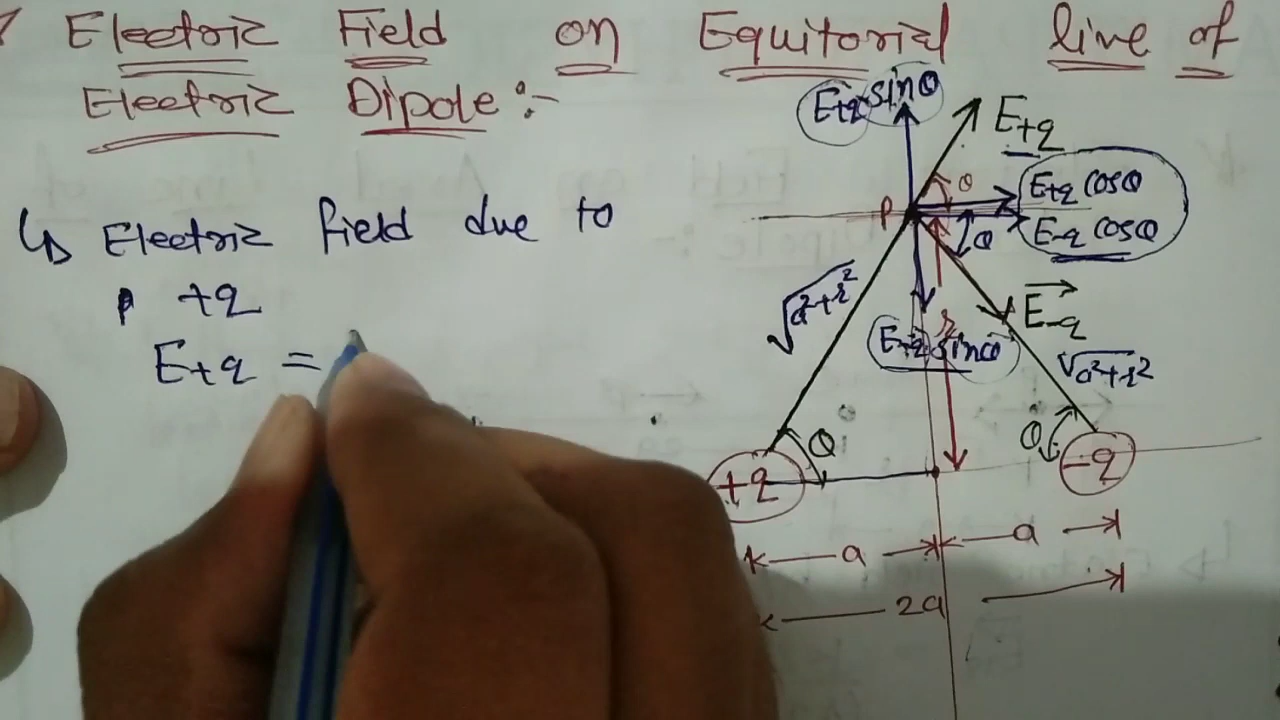 Electric Field on Equitorial line of
Electric Dipole :-
↳ Electric field due to
+q
E+q =
E+q sinθ
E+q
θ
P
E+q cosθ
E-q cosθ
θ
√a²+r²
E-q
r
sinθ
√a²+r²
θ
θ
+q
-q
a
a
2a